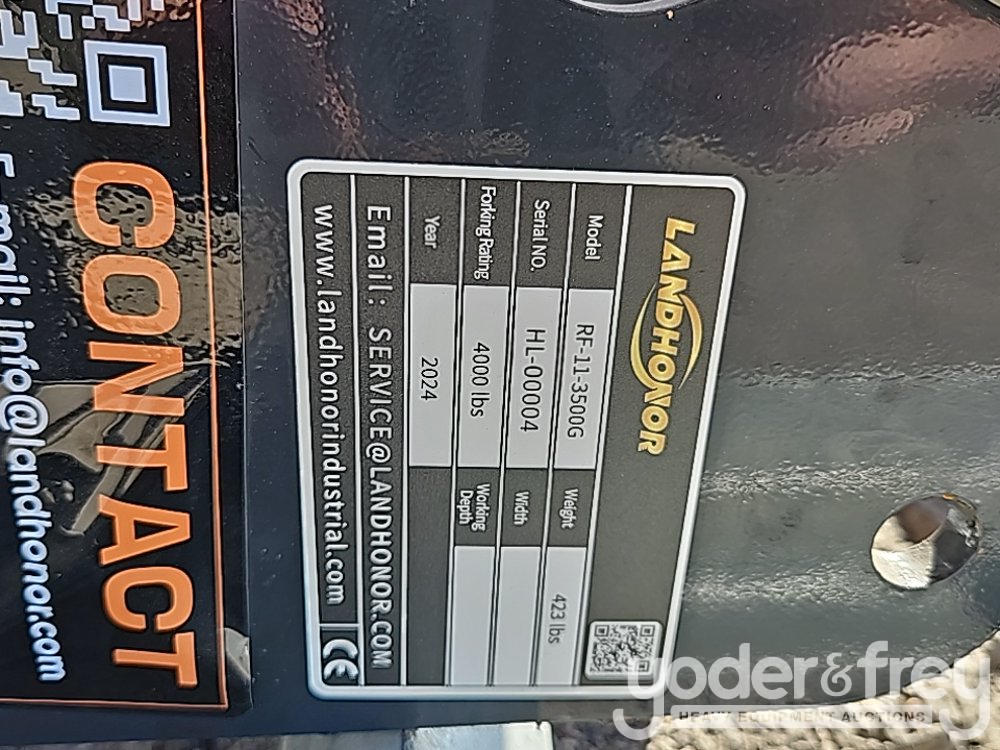 LANDHONOR
Model RF-11-3500G Weight 423 lbs
Serial NO. HL-00004 Width
Forking Rating 4000 lbs Working Depth
Year 2024
Email: SERVICE@LANDHONOR.COM
www.landhonorindustrial.com CE
CONTACT
E-mail: info@landhonor.com
yoder&frey
HEAVY EQUIPMENT AUCTIONS